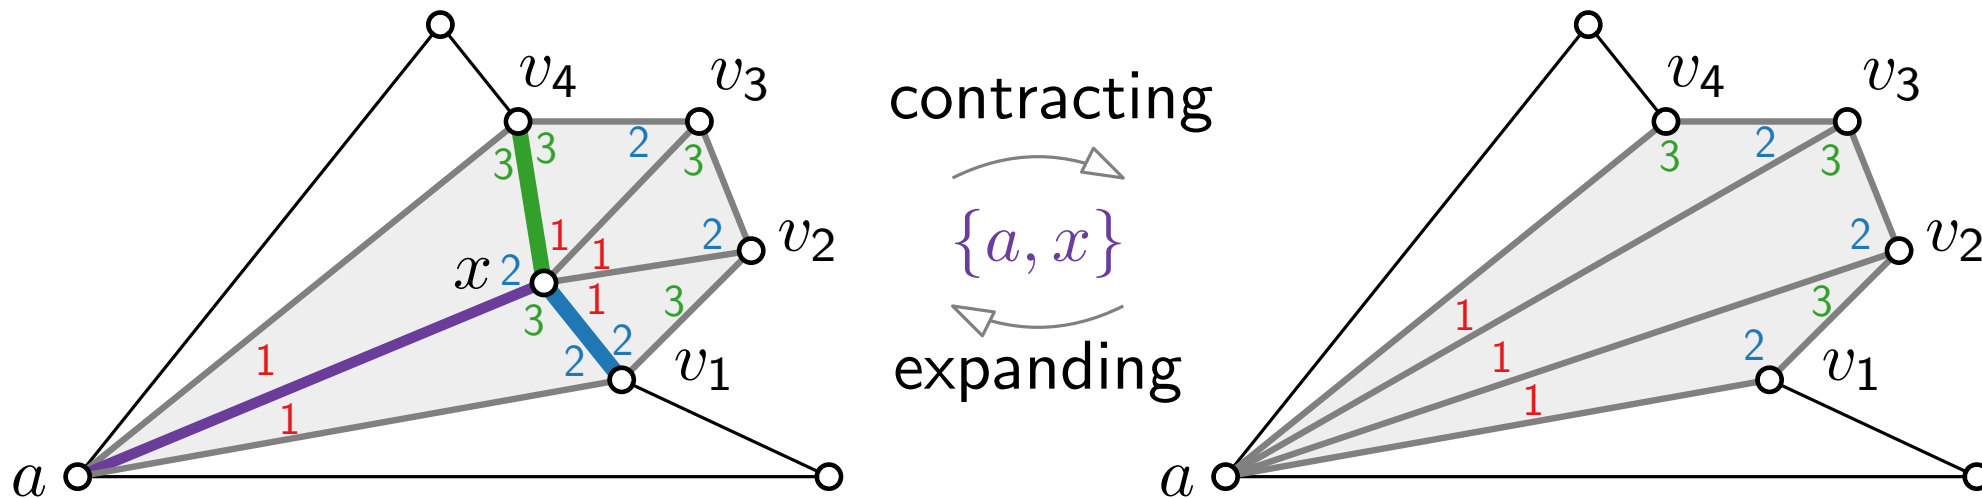 v4 v3
3 3 2 3
1 1 2 v2
x 2
1 3
3
1 2 2 v1
1
a
contracting
{a, x}
expanding
v4 v3
3 2 3
2 v2
1 3
1 2 v1
1
a